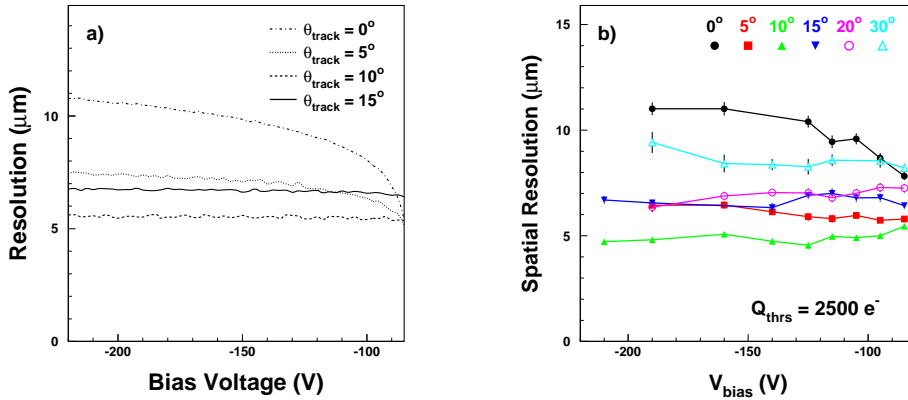 a)
θtrack = 0°
θtrack = 5°
θtrack = 10°
θtrack = 15°
Resolution (μm)
10
5
0
-200
-150
-100
Bias Voltage (V)
b)
0° 5° 10° 15° 20° 30°
Spatial Resolution (μm)
15
10
5
0
Qthrs = 2500 e-
-200
-150
-100
Vbias (V)